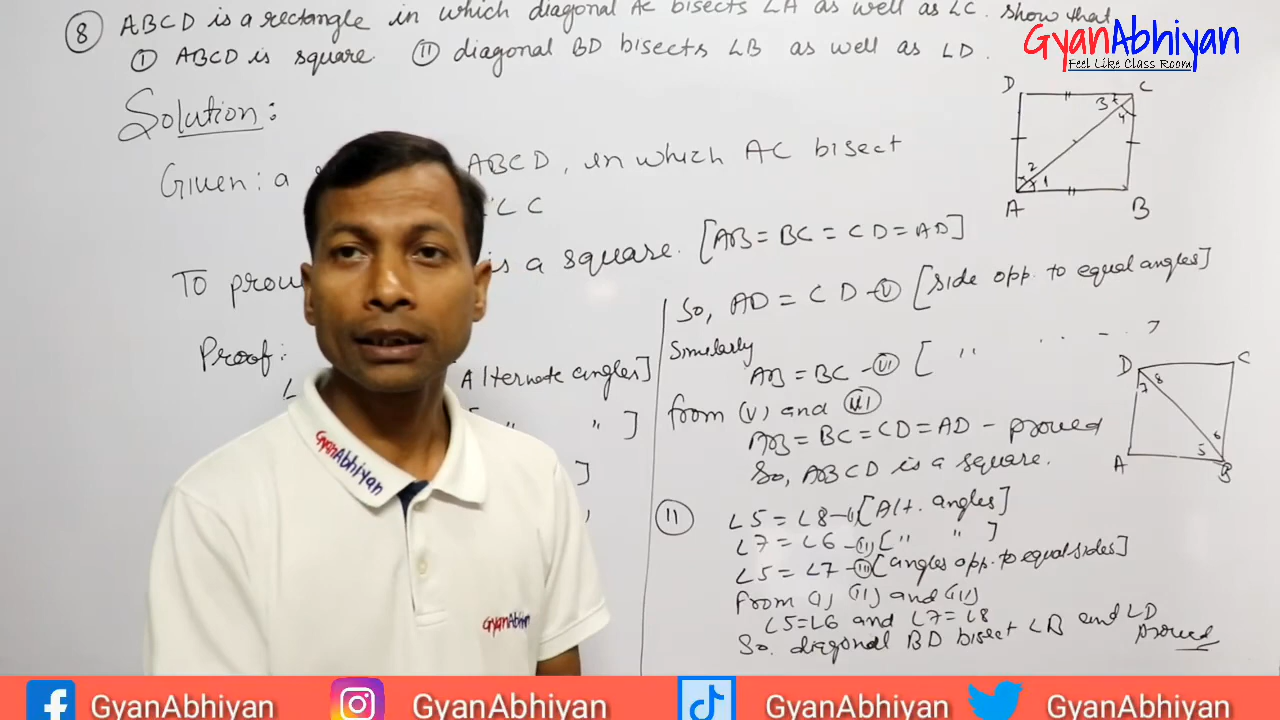 ⑧ ABCD is a rectangle in which diagonal AC bisects ∠A as well as ∠C. show that
① ABCD is square ⑪ diagonal BD bisects ∠B as well as ∠D.
GyanAbhiyan
Feel Like Class Room
Solution:
Given: a ABCD, in which AC bisect
∠C
To prove is a square. [AB = BC = CD = AD]
Proof:
∠ Alternate angles]
" ]
]
D C
3 4
2 1
A B
So, AD = CD - Ⓥ [side opp. to equal angles]
Similarly
AB = BC - Ⓥⁱ [ " " ]
from (V) and (VI)
AB = BC = CD = AD - proved
So, ABCD is a square.
D C
7 8
6
5
A B
⑪ ∠5 = ∠8 - (i) [Alt. angles]
∠7 = ∠6 - (ii) [ " " ]
∠5 = ∠7 - (iii) [angles opp. to equal sides]
from (i) (ii) and (iii)
∠5 = ∠6 and ∠7 = ∠8
So. diagonal BD bisect ∠B and ∠D
proved
GyanAbhiyan
GyanAbhiyan
GyanAbhiyan GyanAbhiyan GyanAbhiyan GyanAbhiyan